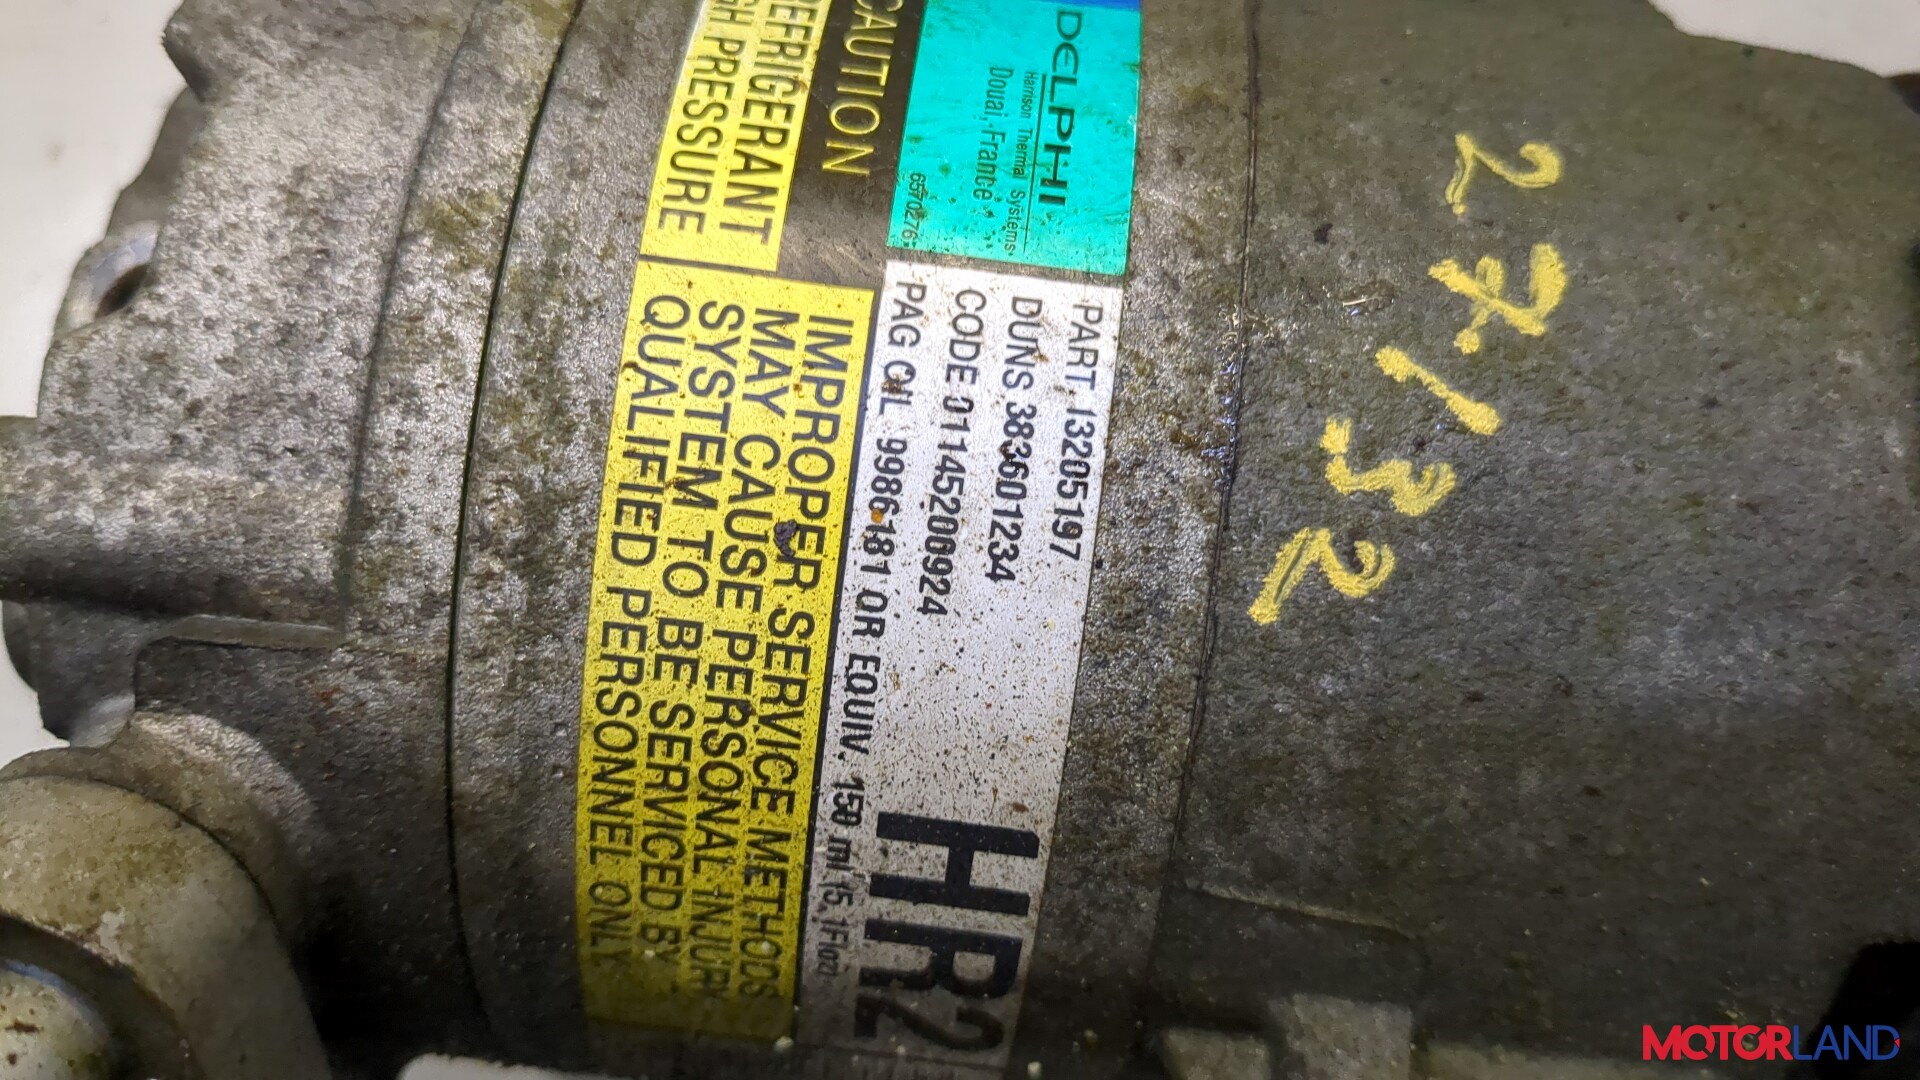 DELPHI
Harrison Thermal Systems
Douai, France
6570276
PART 13205197
DUNS 383601234
CODE 011452000924
PAG OIL 9986181 OR EQUIV. 150 ml (5.1Floz)
HR2
CAUTION
REFRIGERANT
PRESSURE
IMPROPER SERVICE METHODS
MAY CAUSE PERSONAL INJURY
SYSTEM TO BE SERVICED BY
QUALIFIED PERSONNEL ONLY
27132
MOTORLAND